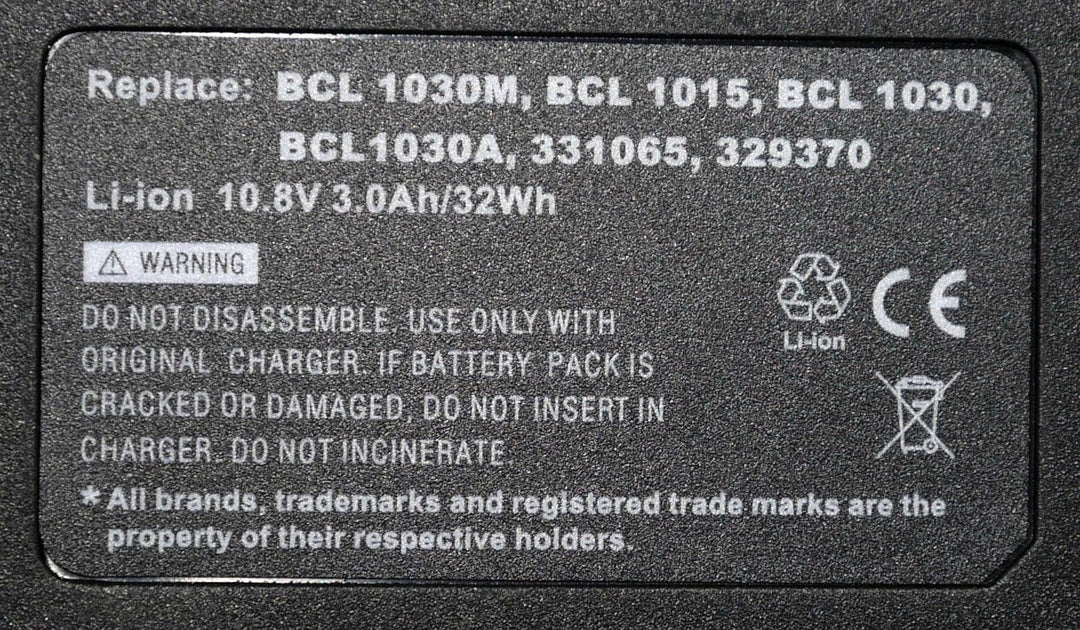 Replace: BCL 1030M, BCL 1015, BCL 1030,
BCL1030A, 331065, 329370
Li-ion 10.8V 3.0Ah/32Wh
WARNING
DO NOT DISASSEMBLE. USE ONLY WITH
ORIGINAL CHARGER. IF BATTERY PACK IS
CRACKED OR DAMAGED, DO NOT INSERT IN
CHARGER. DO NOT INCINERATE.
Li-ion
CE
* All brands, trademarks and registered trade marks are the
property of their respective holders.